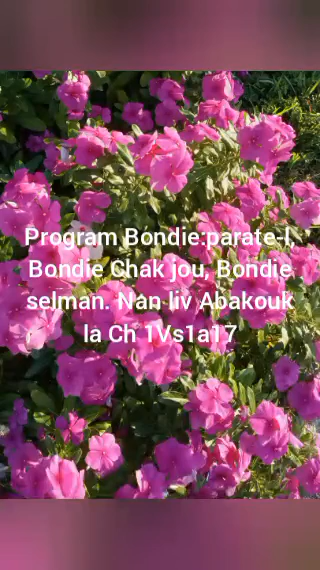 Program Bondie:parate-l,
Bondie Chak jou, Bondie
selman. Nan liv Abakouk
la Ch 1Vs1a17